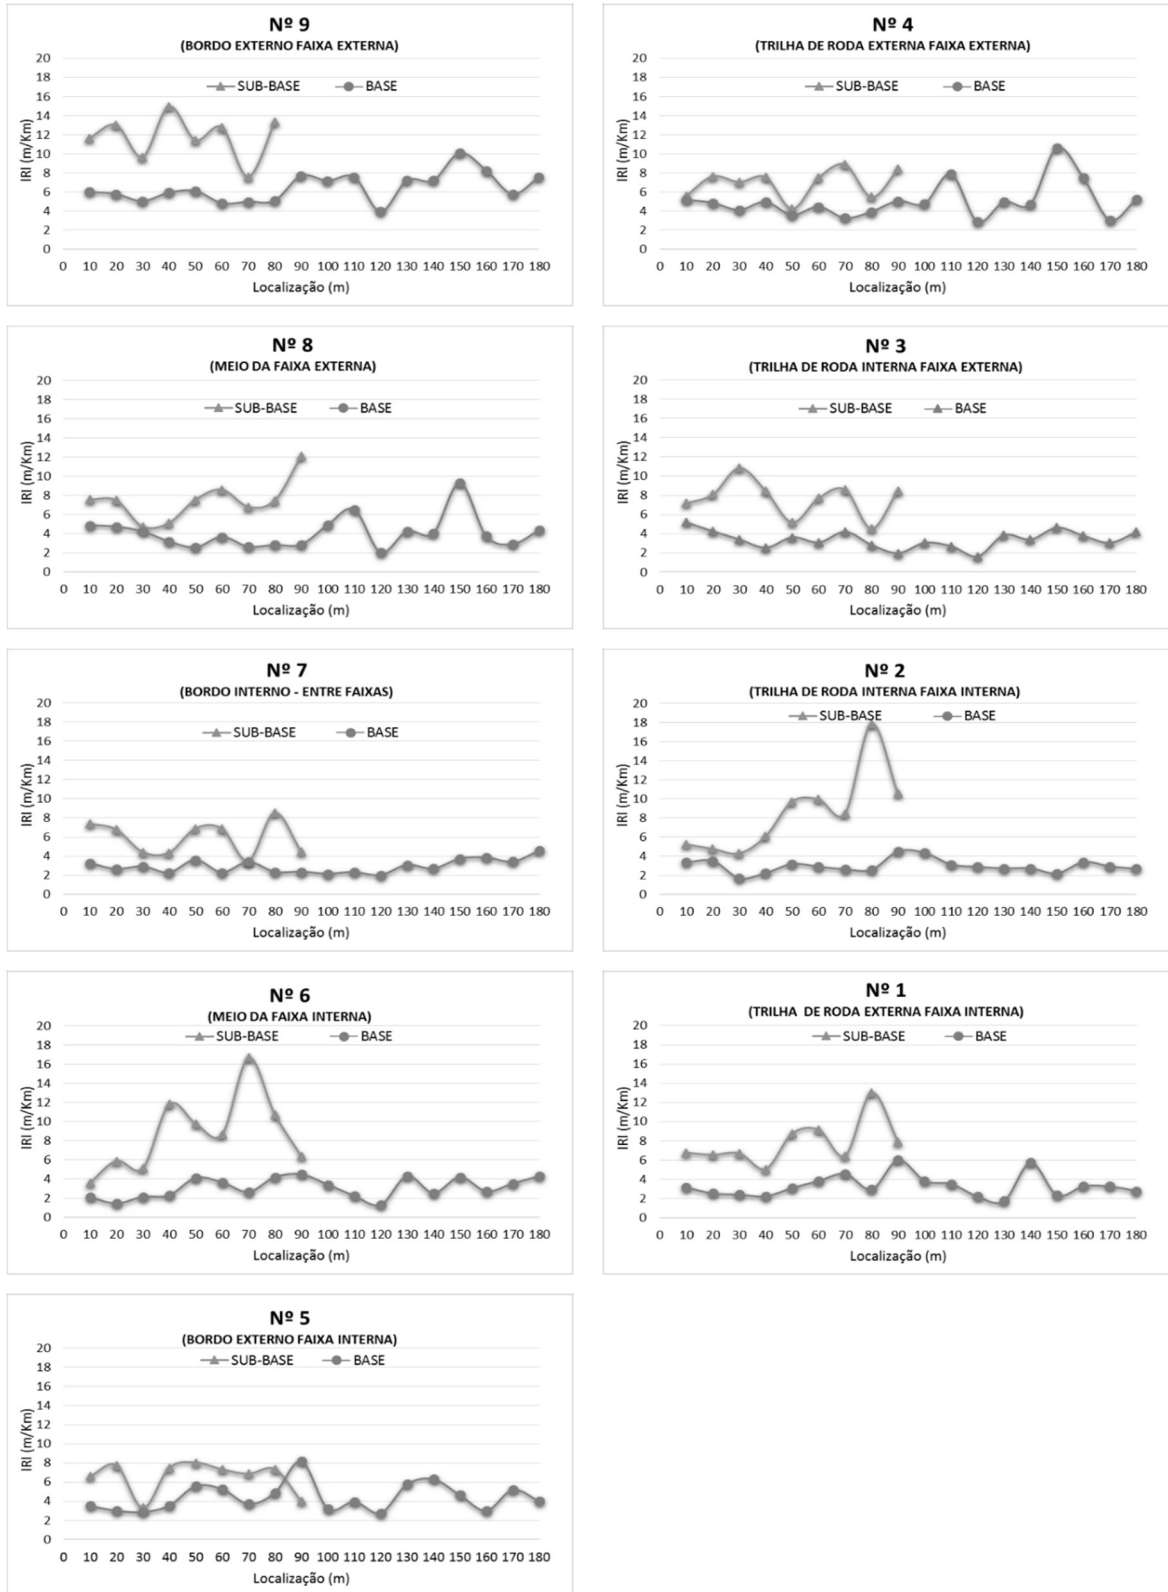 Nº 9
(BORDO EXTERNO FAIXA EXTERNA)
20
SUB-BASE BASE
18
16
14
12
10
8
6
4
2
0
IRI (m/Km)
0 10 20 30 40 50 60 70 80 90 100 110 120 130 140 150 160 170 180
Localização (m)
Nº 4
(TRILHA DE RODA EXTERNA FAIXA EXTERNA)
20
SUB-BASE BASE
18
16
14
12
10
8
6
4
2
0
IRI (m/Km)
0 10 20 30 40 50 60 70 80 90 100 110 120 130 140 150 160 170 180
Localização (m)
Nº 8
(MEIO DA FAIXA EXTERNA)
20
18
SUB-BASE BASE
16
14
12
10
8
6
4
2
0
IRI (m/Km)
0 10 20 30 40 50 60 70 80 90 100 110 120 130 140 150 160 170 180
Localização (m)
Nº 3
(TRILHA DE RODA INTERNA FAIXA EXTERNA)
20
18
SUB-BASE BASE
16
14
12
10
8
6
4
2
0
IRI (m/Km)
0 10 20 30 40 50 60 70 80 90 100 110 120 130 140 150 160 170 180
Localização (m)
Nº 7
(BORDO INTERNO - ENTRE FAIXAS)
20
18
SUB-BASE BASE
16
14
12
10
8
6
4
2
0
IRI (m/Km)
0 10 20 30 40 50 60 70 80 90 100 110 120 130 140 150 160 170 180
Localização (m)
Nº 2
(TRILHA DE RODA INTERNA FAIXA INTERNA)
20
SUB-BASE BASE
18
16
14
12
10
8
6
4
2
0
IRI (m/Km)
0 10 20 30 40 50 60 70 80 90 100 110 120 130 140 150 160 170 180
Localização (m)
Nº 6
(MEIO DA FAIXA INTERNA)
20
SUB-BASE BASE
18
16
14
12
10
8
6
4
2
0
IRI (m/Km)
0 10 20 30 40 50 60 70 80 90 100 110 120 130 140 150 160 170 180
Localização (m)
Nº 1
(TRILHA DE RODA EXTERNA FAIXA INTERNA)
20
SUB-BASE BASE
18
16
14
12
10
8
6
4
2
0
IRI (m/Km)
0 10 20 30 40 50 60 70 80 90 100 110 120 130 140 150 160 170 180
Localização (m)
Nº 5
(BORDO EXTERNO FAIXA INTERNA)
20
SUB-BASE BASE
18
16
14
12
10
8
6
4
2
0
IRI (m/Km)
0 10 20 30 40 50 60 70 80 90 100 110 120 130 140 150 160 170 180
Localização (m)